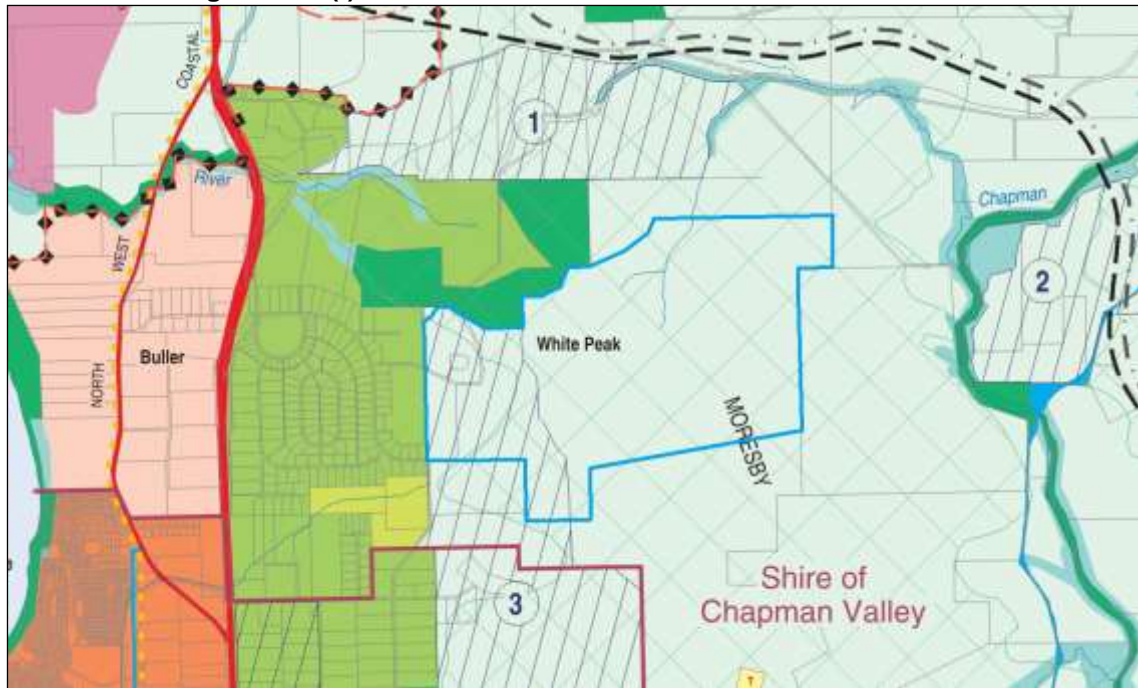 COASTAL
1
River
Chapman
WEST
2
White Peak
Buller
NORTH
MORESBY
Shire of
Chapman Valley
3
T